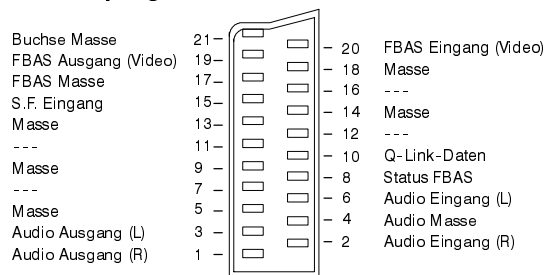 Buchse Masse 21
FBAS Ausgang (Video) 19
FBAS Masse 17
S.F. Eingang 15
Masse 13
--- 11
Masse 9
--- 7
Masse 5
Audio Ausgang (L) 3
Audio Ausgang (R) 1
20 FBAS Eingang (Video)
18 Masse
16 ---
14 Masse
12 ---
10 Q-Link-Daten
8 Status FBAS
6 Audio Eingang (L)
4 Audio Masse
2 Audio Eingang (R)